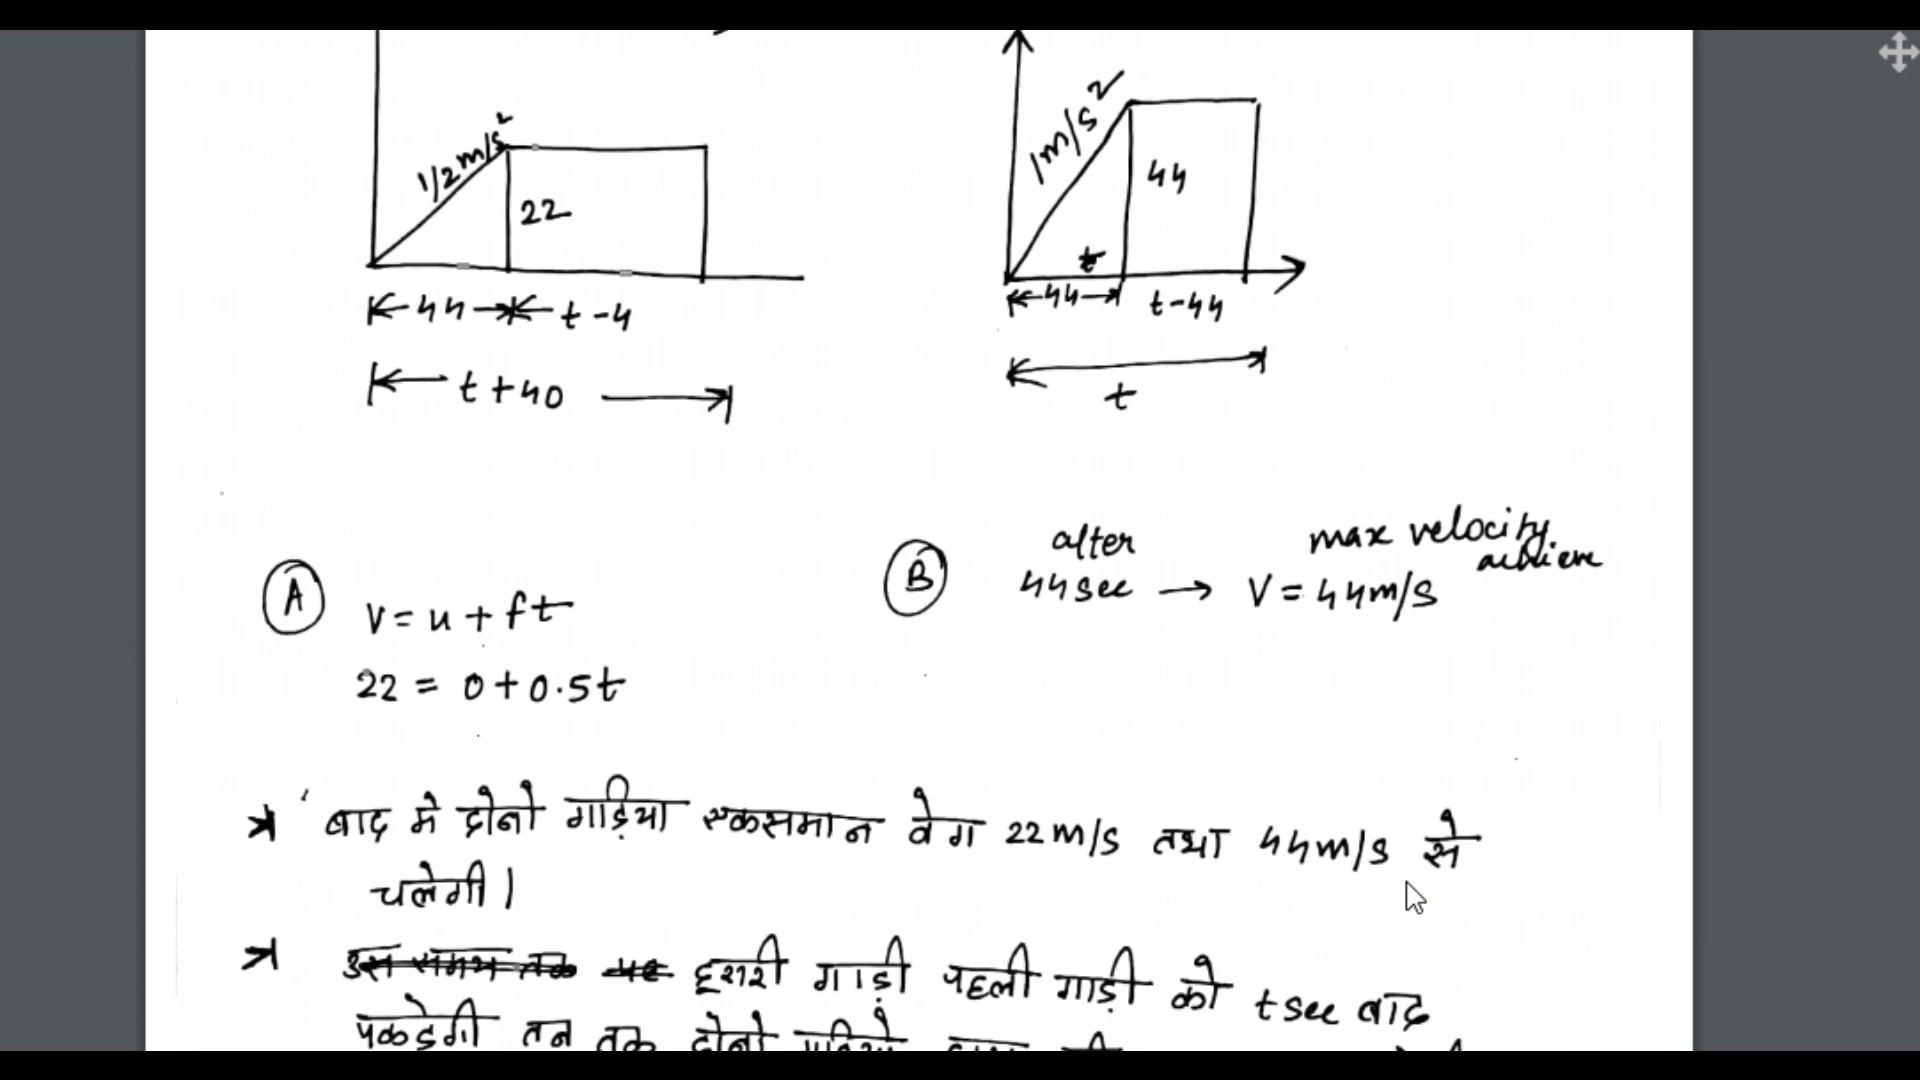 1/2 m/s²
22
44
t-4
t+40
1m/s²
44
t
44
t-44
t
A
V = u + ft
22 = 0 + 0.5t
B
after
44sec → V = 44m/s
max velocity
achieve
* बाद मे दोनो गाड़िया एकसमान वेग 22 m/s तथा 44m/s से
चलेगी।
दूसरी गाड़ी पहली गाड़ी को t sec बाद
पकडेगी तब तक दोनो